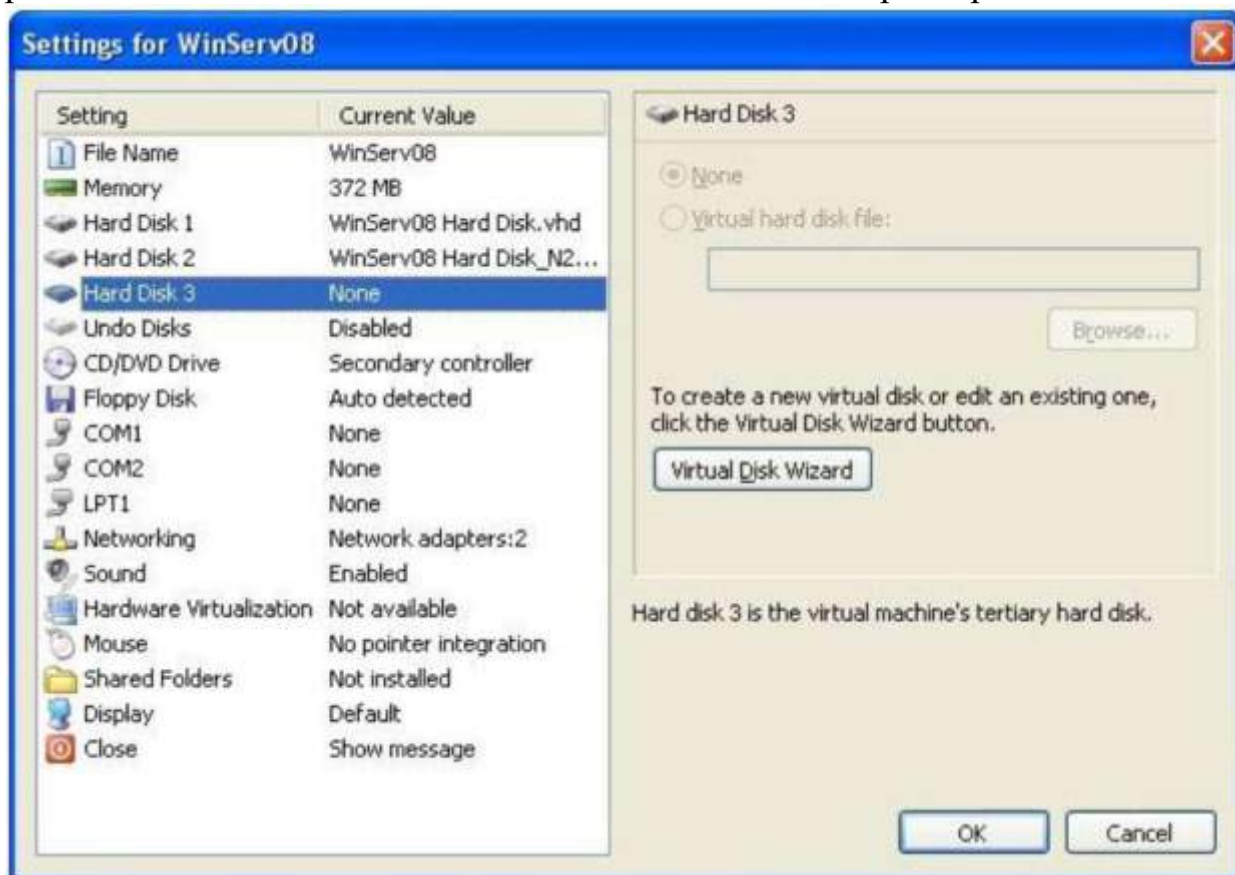 Settings for WinServ08
Setting Current Value
File Name WinServ08
Memory 372 MB
Hard Disk 1 WinServ08 Hard Disk.vhd
Hard Disk 2 WinServ08 Hard Disk_N2...
Hard Disk 3 None
Undo Disks Disabled
CD/DVD Drive Secondary controller
Floppy Disk Auto detected
COM1 None
COM2 None
LPT1 None
Networking Network adapters:2
Sound Enabled
Hardware Virtualization Not available
Mouse No pointer integration
Shared Folders Not installed
Display Default
Close Show message
Hard Disk 3
None
Virtual hard disk file:
Browse...
To create a new virtual disk or edit an existing one,
click the Virtual Disk Wizard button.
Virtual Disk Wizard
Hard disk 3 is the virtual machine's tertiary hard disk.
OK Cancel